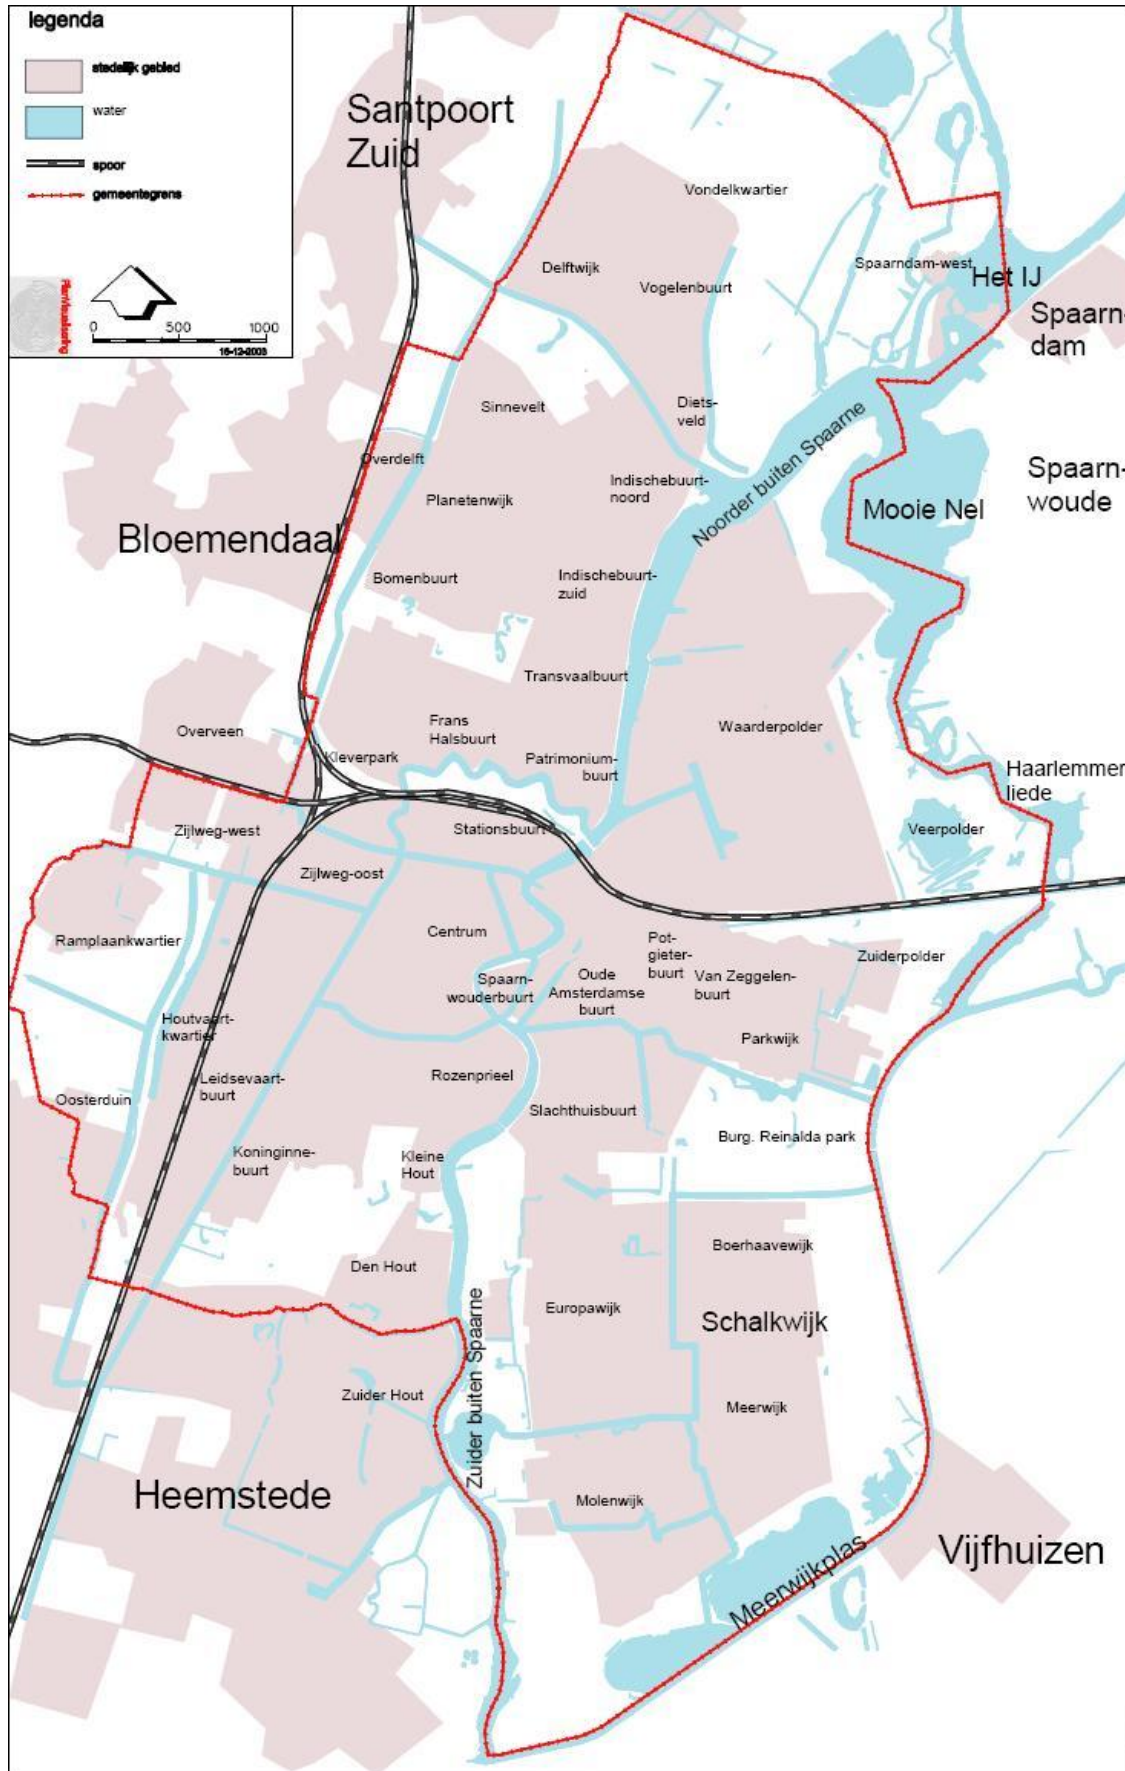 legenda
stedelijk gebied
water
spoor
gemeentegrens
PlanVisualisering
0 500 1000
16-12-2003
Santpoort
Zuid
Vondelkwartier
Delftwijk
Vogelenbuurt
Spaarndam-west
Het IJ
Spaarn-
dam
Sinnevelt
Diets-
veld
Overdelft
Planetenwijk
Indischebuurt-
noord
Noorder buiten Spaarne
Mooie Nel
Spaarn-
woude
Bloemendaal
Bomenbuurt
Indischebuurt-
zuid
Transvaalbuurt
Overveen
Frans
Halsbuurt
Waarderpolder
Kleverpark
Patrimonium-
buurt
Haarlemmer
liede
Zijlweg-west
Stationsbuurt
Veerpolder
Zijlweg-oost
Ramplaankwartier
Centrum
Pot-
gieter-
buurt
Zuiderpolder
Spaarn-
wouderbuurt
Oude
Amsterdamse
buurt
Van Zeggelen-
buurt
Houtvaart-
kwartier
Parkwijk
Leidsevaart-
buurt
Rozenprieel
Oosterduin
Slachthuisbuurt
Burg. Reinalda park
Koninginne-
buurt
Kleine
Hout
Den Hout
Boerhaavewijk
Europawijk
Schalkwijk
Zuider buiten Spaarne
Zuider Hout
Meerwijk
Heemstede
Molenwijk
Meerwijkplas
Vijfhuizen